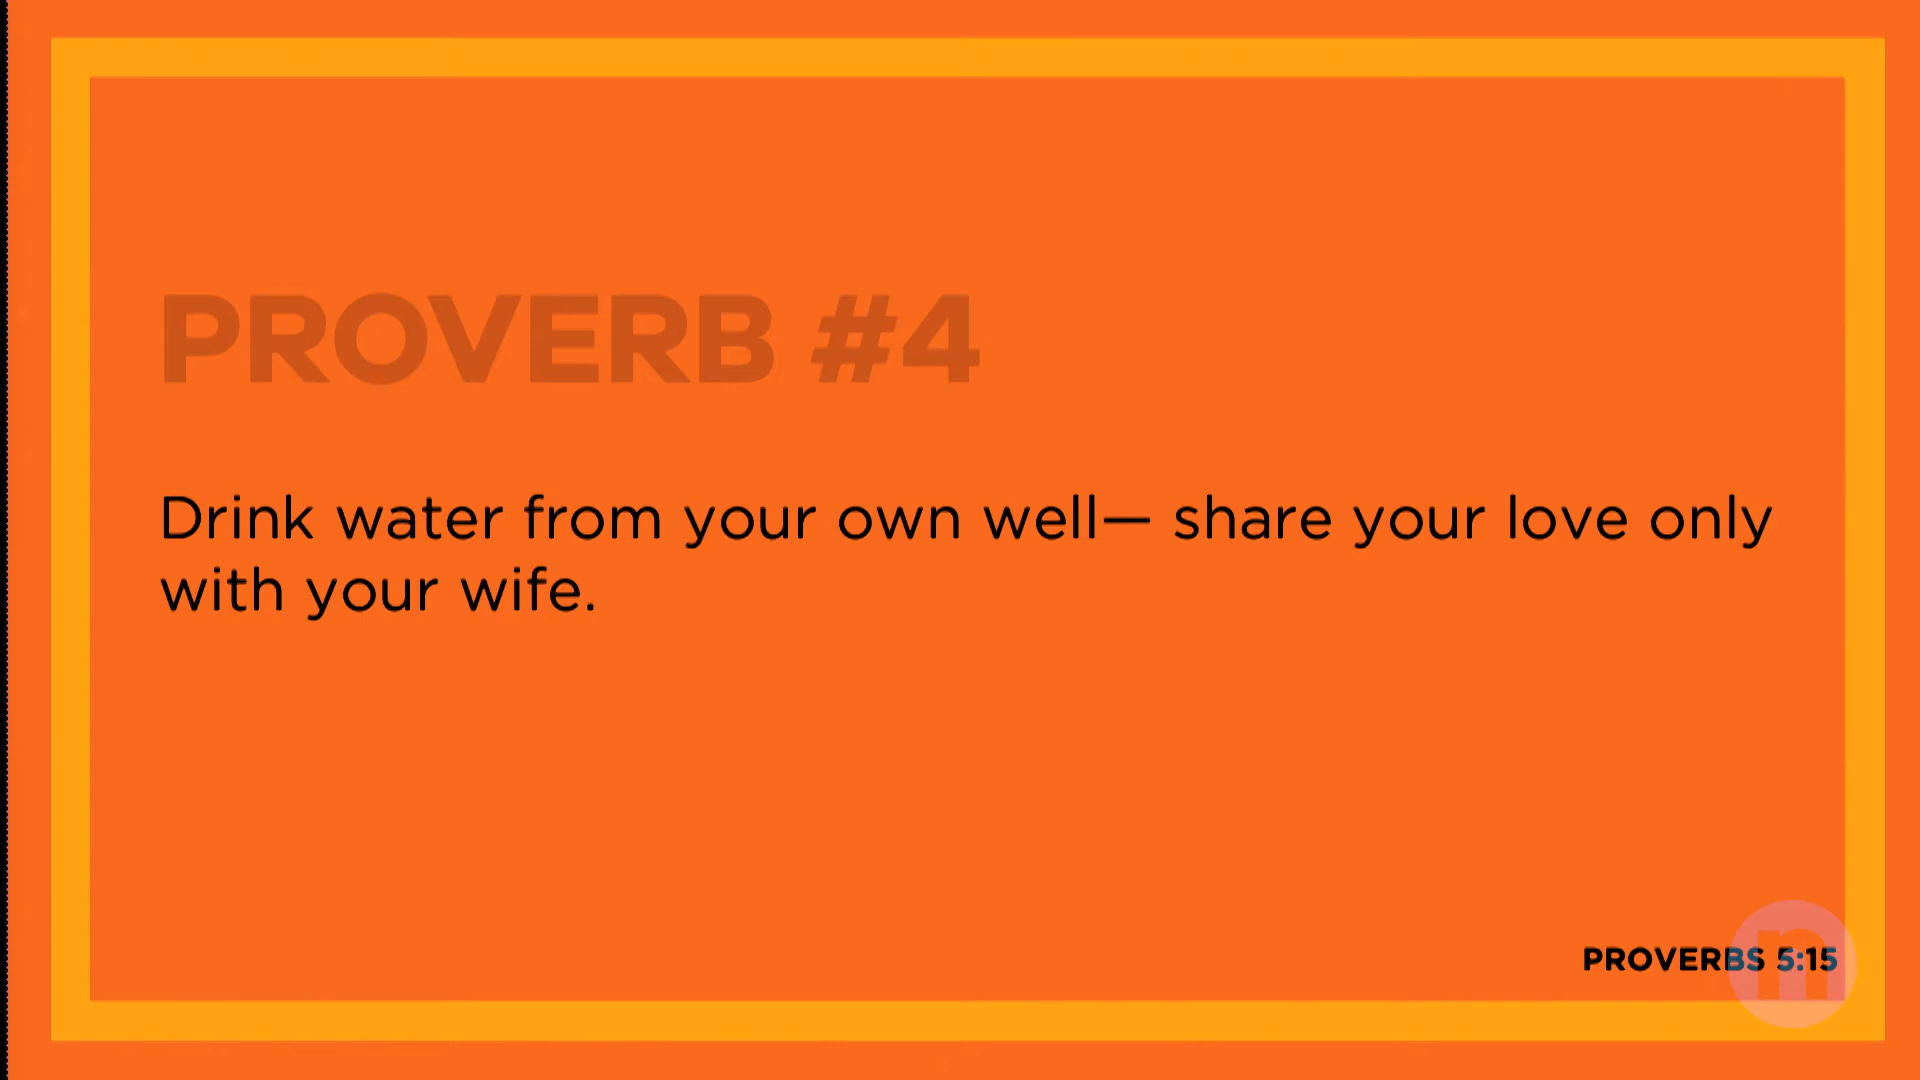 PROVERB #4
Drink water from your own well— share your love only
with your wife.
PROVERBS 5:15
n